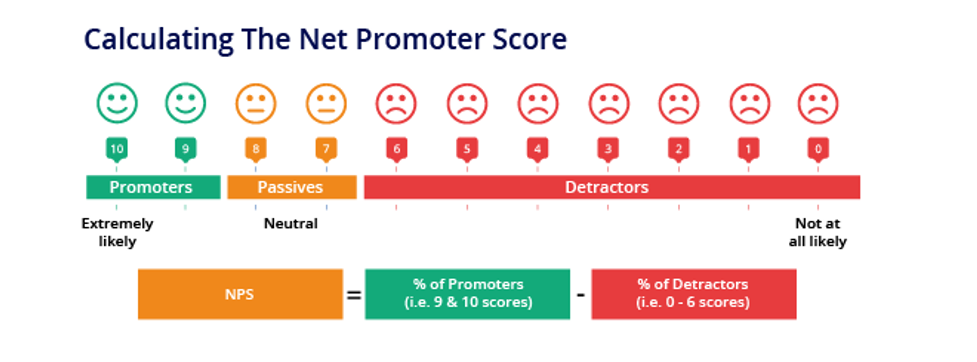 Calculating The Net Promoter Score
10 9 8 7 6 5 4 3 2 1 0
Promoters Passives Detractors
Extremely Neutral Not at
likely all likely
NPS = % of Promoters - % of Detractors
(i.e. 9 & 10 scores) (i.e. 0 - 6 scores)